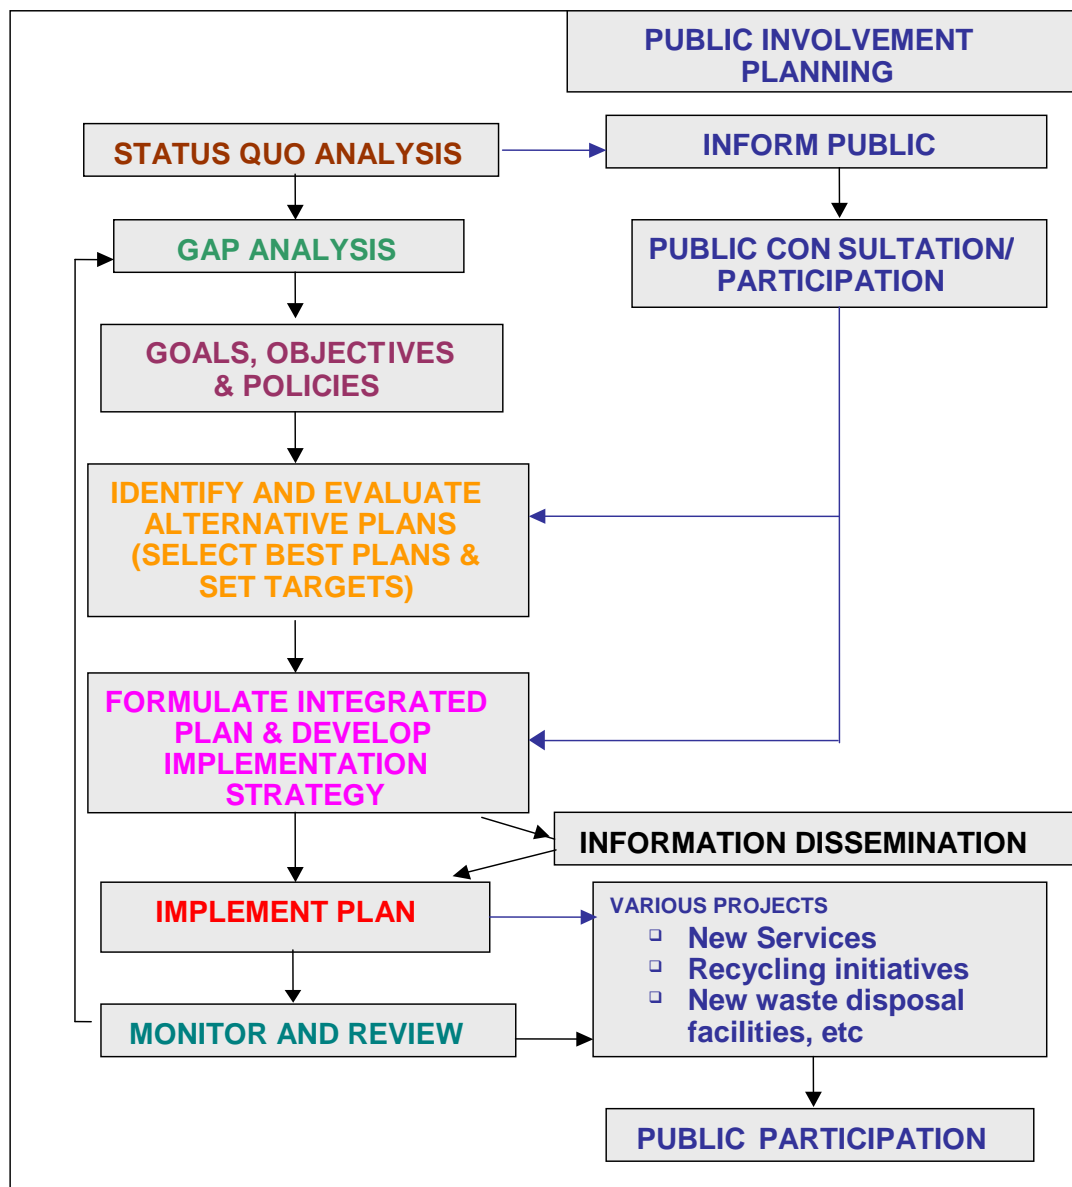 PUBLIC INVOLVEMENT
PLANNING
STATUS QUO ANALYSIS
INFORM PUBLIC
GAP ANALYSIS
PUBLIC CON SULTATION/
PARTICIPATION
GOALS, OBJECTIVES
& POLICIES
IDENTIFY AND EVALUATE
ALTERNATIVE PLANS
(SELECT BEST PLANS &
SET TARGETS)
FORMULATE INTEGRATED
PLAN & DEVELOP
IMPLEMENTATION
STRATEGY
INFORMATION DISSEMINATION
IMPLEMENT PLAN
VARIOUS PROJECTS
New Services
Recycling initiatives
New waste disposal
facilities, etc
MONITOR AND REVIEW
PUBLIC PARTICIPATION